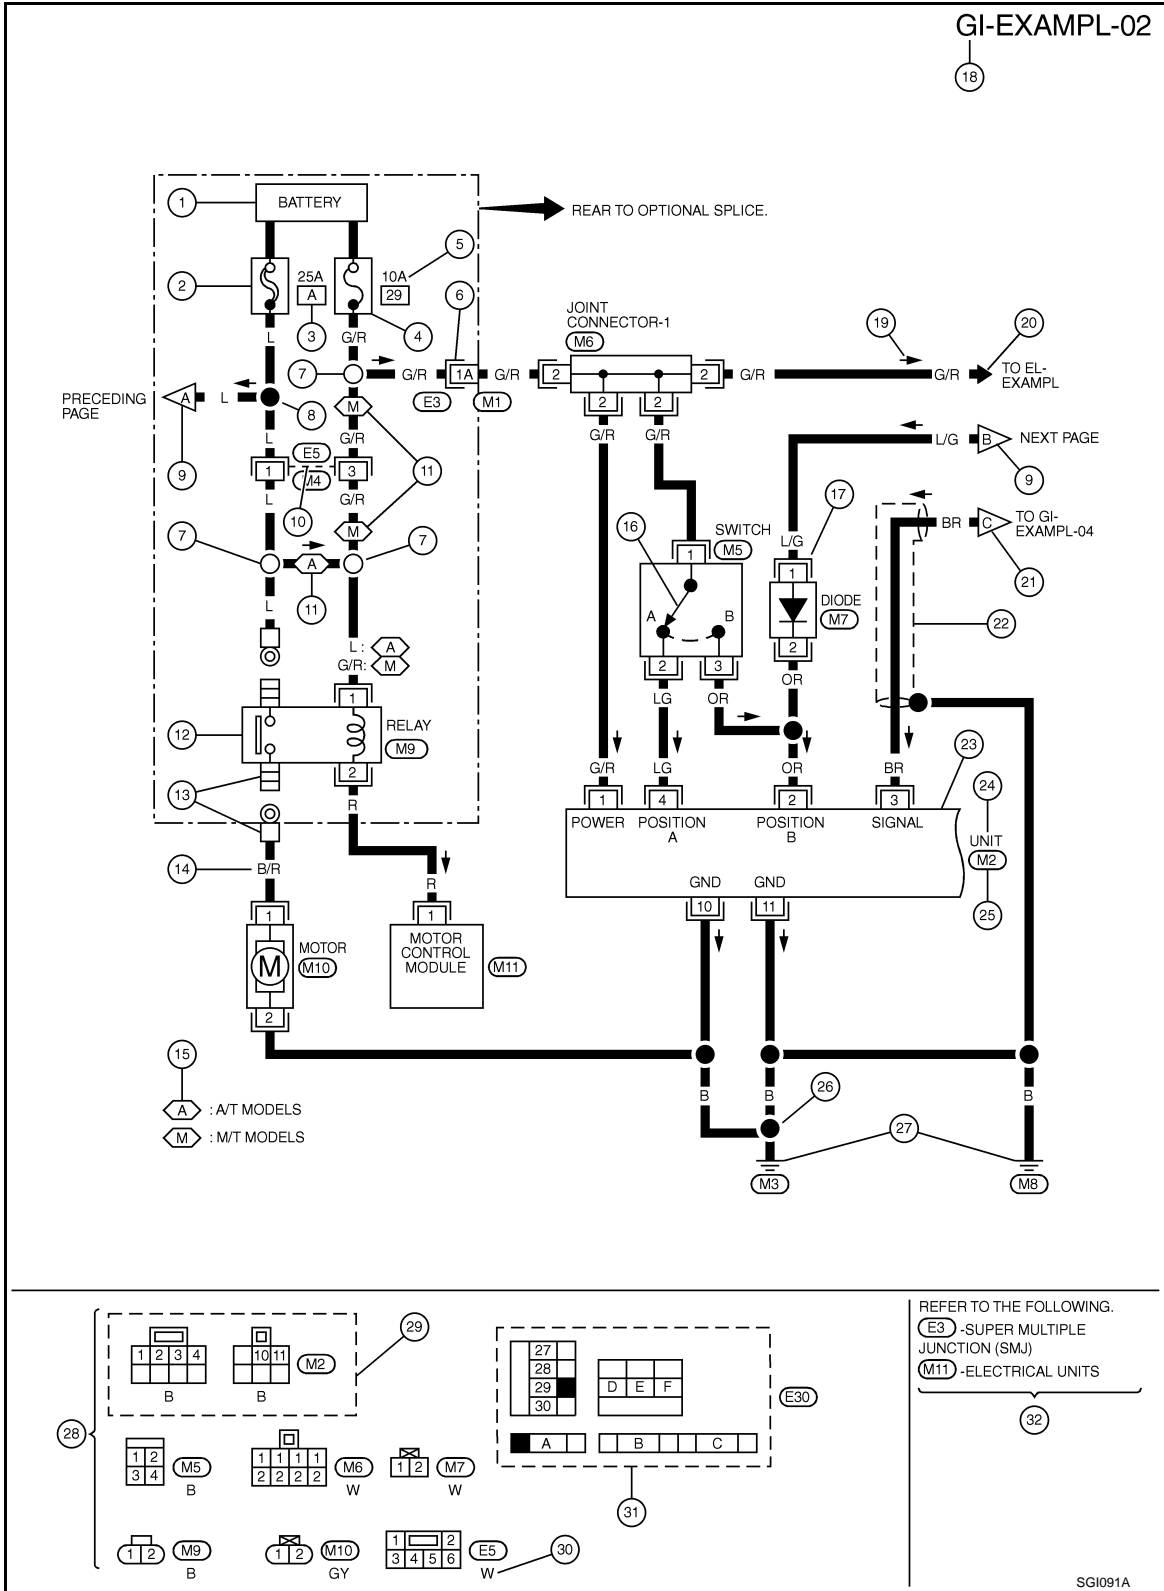 GI-EXAMPL-02
18
1
BATTERY
REAR TO OPTIONAL SPLICE.
5
2
25A
A
10A
29
6
3
4
L
G/R
JOINT
CONNECTOR-1
M6
19
20
7
G/R
1A
G/R
2
2
G/R
G/R
TO EL-
EXAMPL
E3
M1
2
2
PRECEDING
PAGE
A
L
8
M
G/R
G/R
L
G/R
L/G
B
NEXT PAGE
E5
1
3
M4
9
11
9
17
L
G/R
10
16
SWITCH
M5
BR
C
TO GI-
EXAMPL-04
7
M
7
L/G
1
1
A
11
21
L
A
B
DIODE
M7
22
L :
A
G/R:
M
2
3
2
LG
OR
OR
1
12
RELAY
M9
2
23
13
G/R
LG
OR
BR
R
1
4
2
3
24
POWER
POSITION
A
POSITION
B
SIGNAL
UNIT
M2
14
B/R
R
GND
GND
1
1
10
11
25
MOTOR
CONTROL
MODULE
M11
M
MOTOR
M10
2
15
26
B
B
B
A
: A/T MODELS
27
M
: M/T MODELS
M3
M8
REFER TO THE FOLLOWING.
E3
-SUPER MULTIPLE
JUNCTION (SMJ)
M11
-ELECTRICAL UNITS
32
29
1 2 3 4
10 11
M2
B
B
27
28
29
30
D E F
E30
A
B
C
31
28
1 2
3 4
M5
B
1 1 1 1
2 2 2 2
M6
W
1 2
M7
W
1 2
M9
B
1 2
M10
GY
1 2
3 4 5 6
E5
W
30
SGI091A